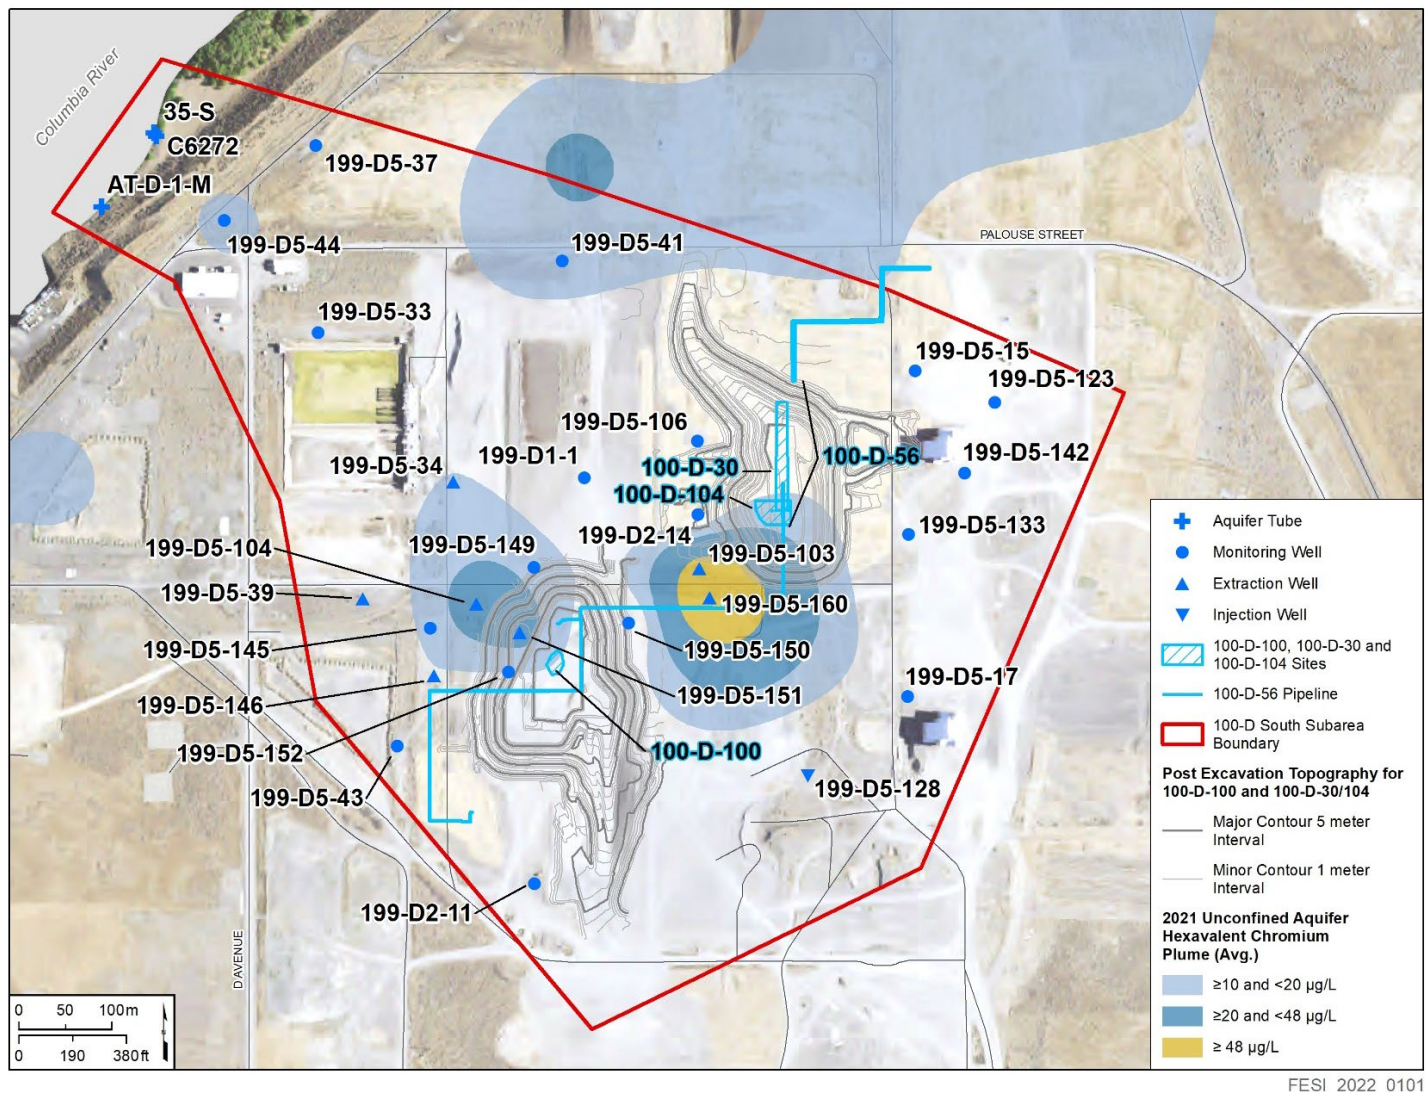 Columbia River
35-S
C6272
199-D5-37
AT-D-1-M
199-D5-44
199-D5-41
PALOUSE STREET
199-D5-33
199-D5-15
199-D5-123
199-D5-106
199-D5-34
199-D1-1
100-D-30
100-D-56
199-D5-142
100-D-104
199-D5-133
199-D2-14
199-D5-104
199-D5-149
199-D5-103
199-D5-39
199-D5-160
199-D5-145
199-D5-150
199-D5-17
199-D5-146
199-D5-151
199-D5-152
100-D-100
199-D5-43
199-D5-128
199-D2-11
D AVENUE
0 50 100 m
0 190 380 ft
Aquifer Tube
Monitoring Well
Extraction Well
Injection Well
100-D-100, 100-D-30 and
100-D-104 Sites
100-D-56 Pipeline
100-D South Subarea
Boundary
Post Excavation Topography for
100-D-100 and 100-D-30/104
Major Contour 5 meter
Interval
Minor Contour 1 meter
Interval
2021 Unconfined Aquifer
Hexavalent Chromium
Plume (Avg.)
≥10 and <20 µg/L
≥20 and <48 µg/L
≥ 48 µg/L
FESI_2022_0101